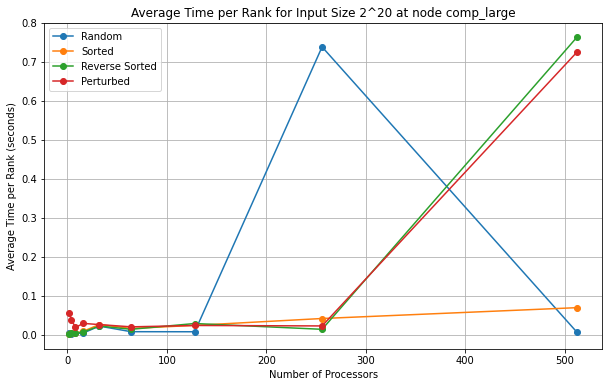 Average Time per Rank for Input Size 2^20 at node comp_large
Random
Sorted
Reverse Sorted
Perturbed
Average Time per Rank (seconds)
0.8
0.7
0.6
0.5
0.4
0.3
0.2
0.1
0.0
0 100 200 300 400 500
Number of Processors